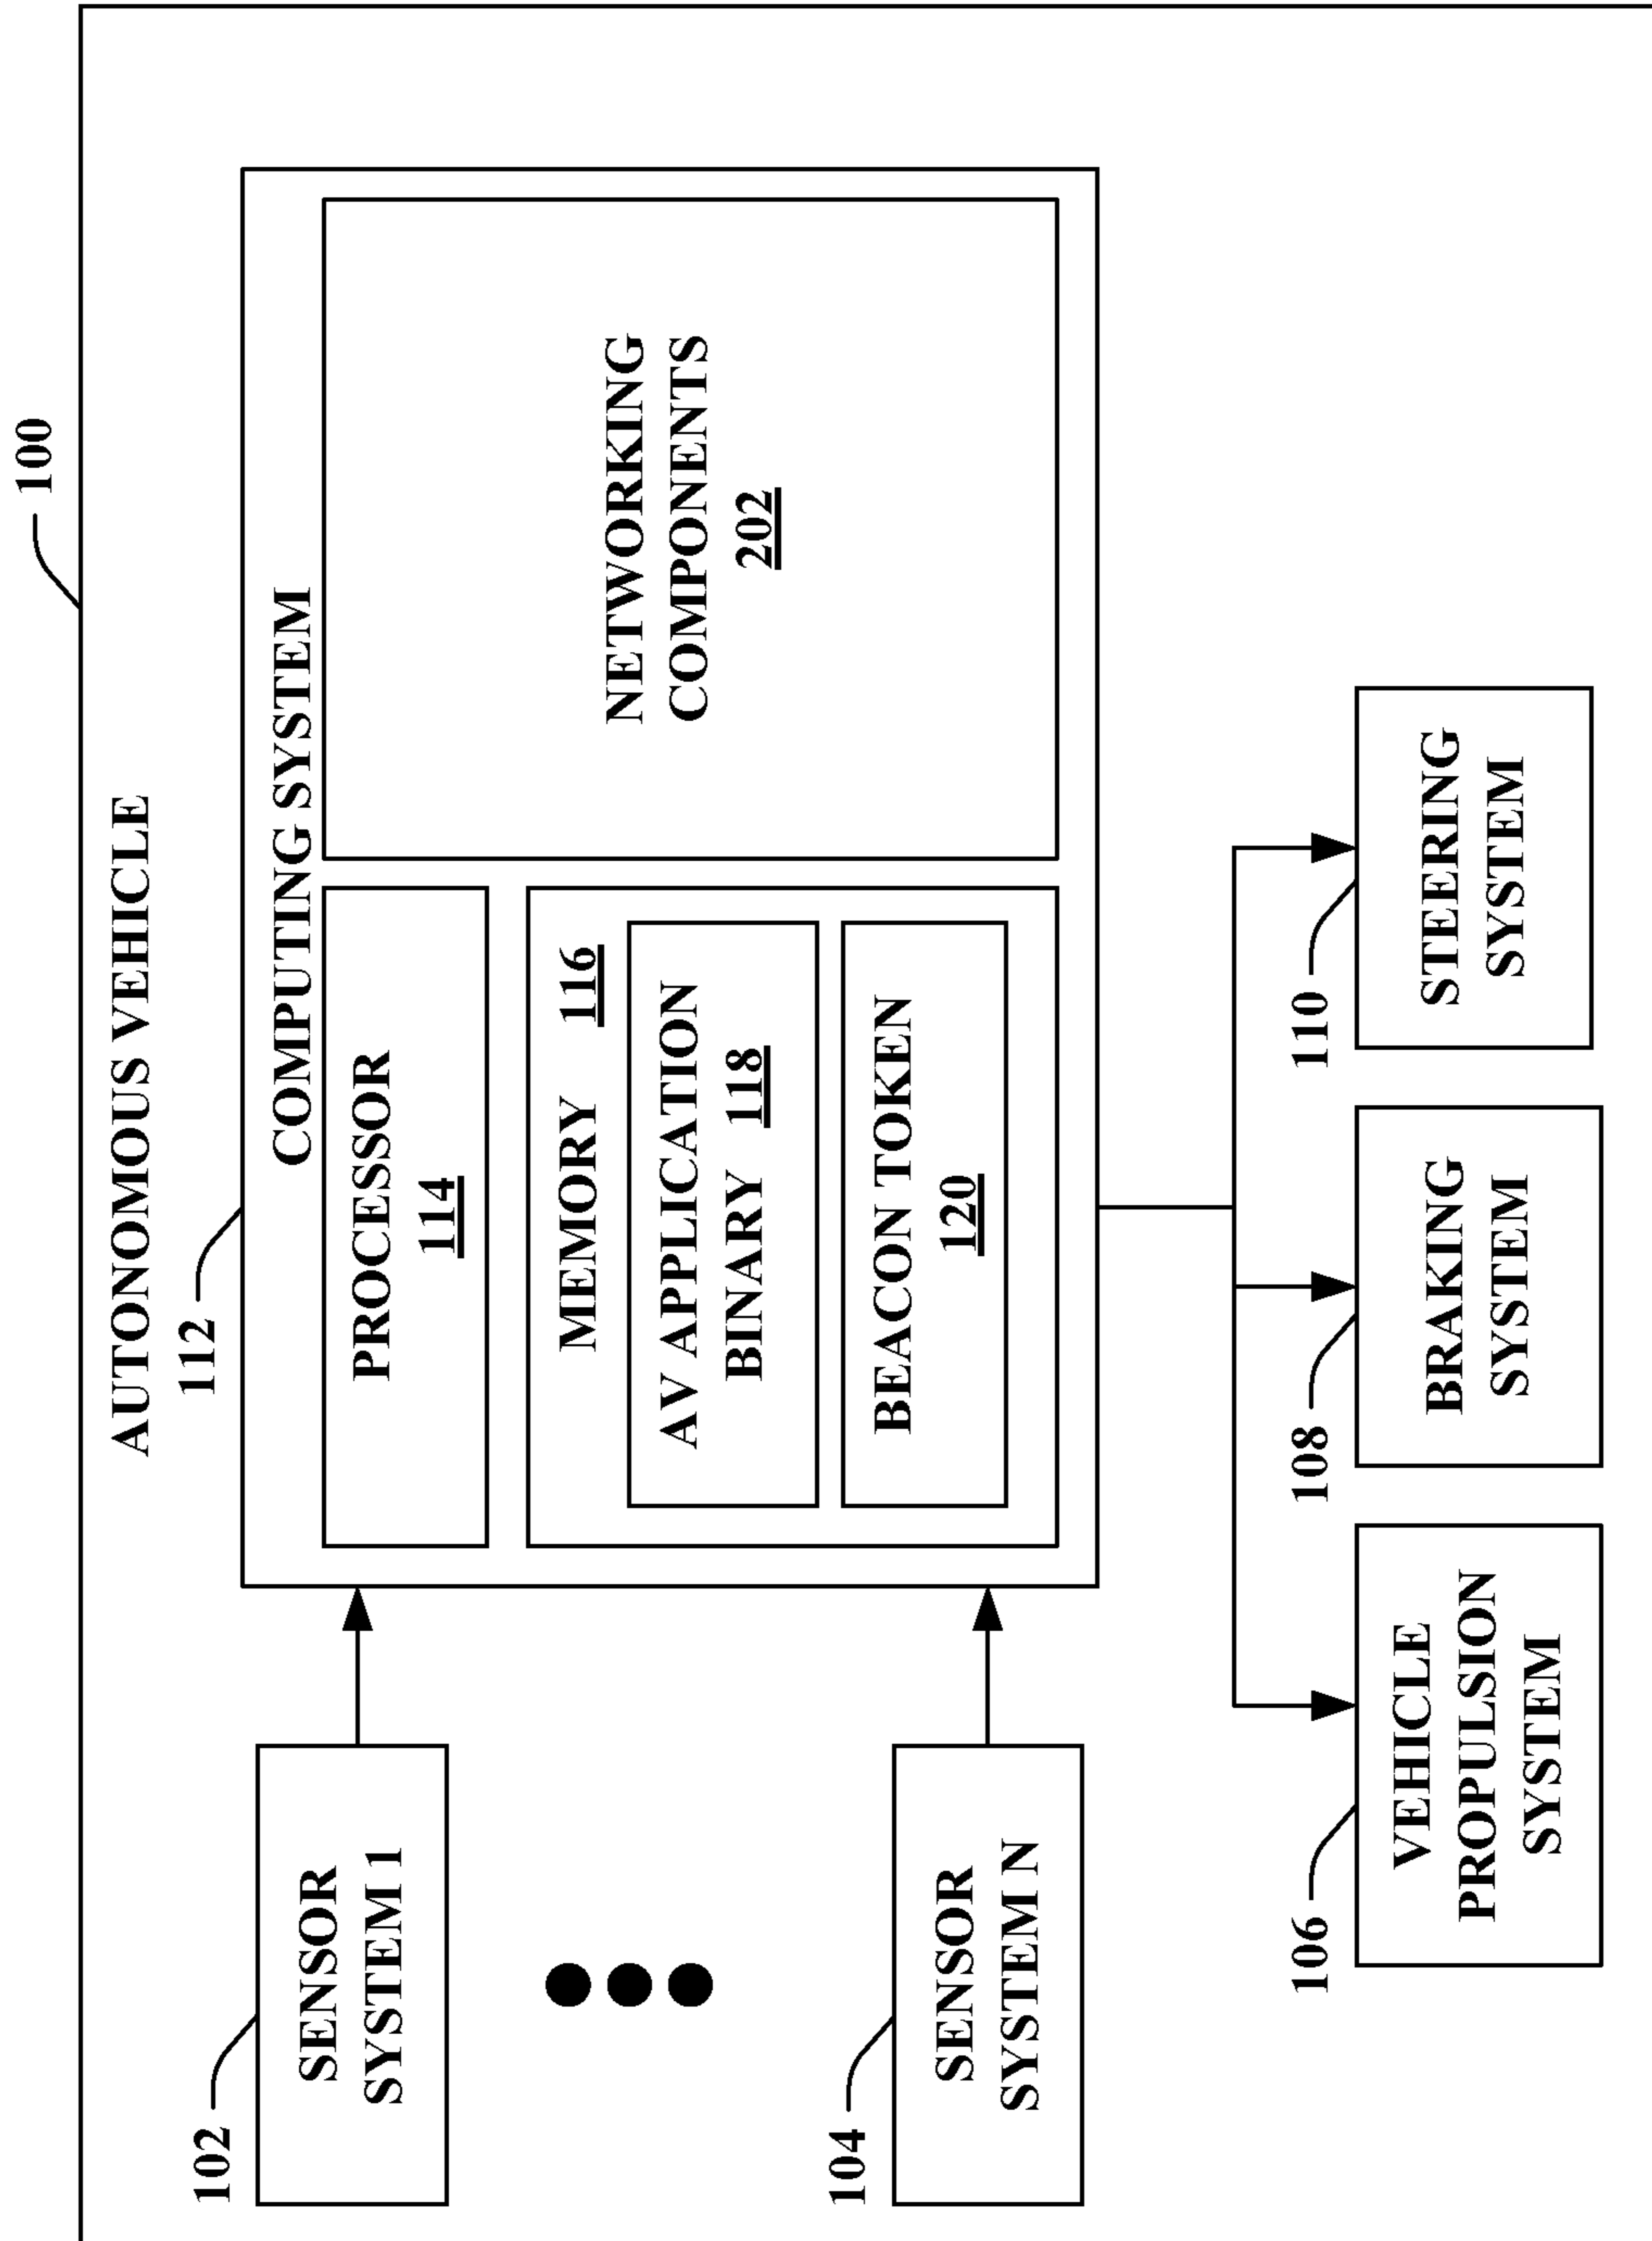 100
AUTONOMOUS VEHICLE
112
COMPUTING SYSTEM
102
SENSOR
SYSTEM 1
104
SENSOR
SYSTEM N
PROCESSOR
114
MEMORY 116
AV APPLICATION
BINARY 118
BEACON TOKEN
120
NETWORKING
COMPONENTS
202
106
VEHICLE
PROPULSION
SYSTEM
108
BRAKING
SYSTEM
110
STEERING
SYSTEM